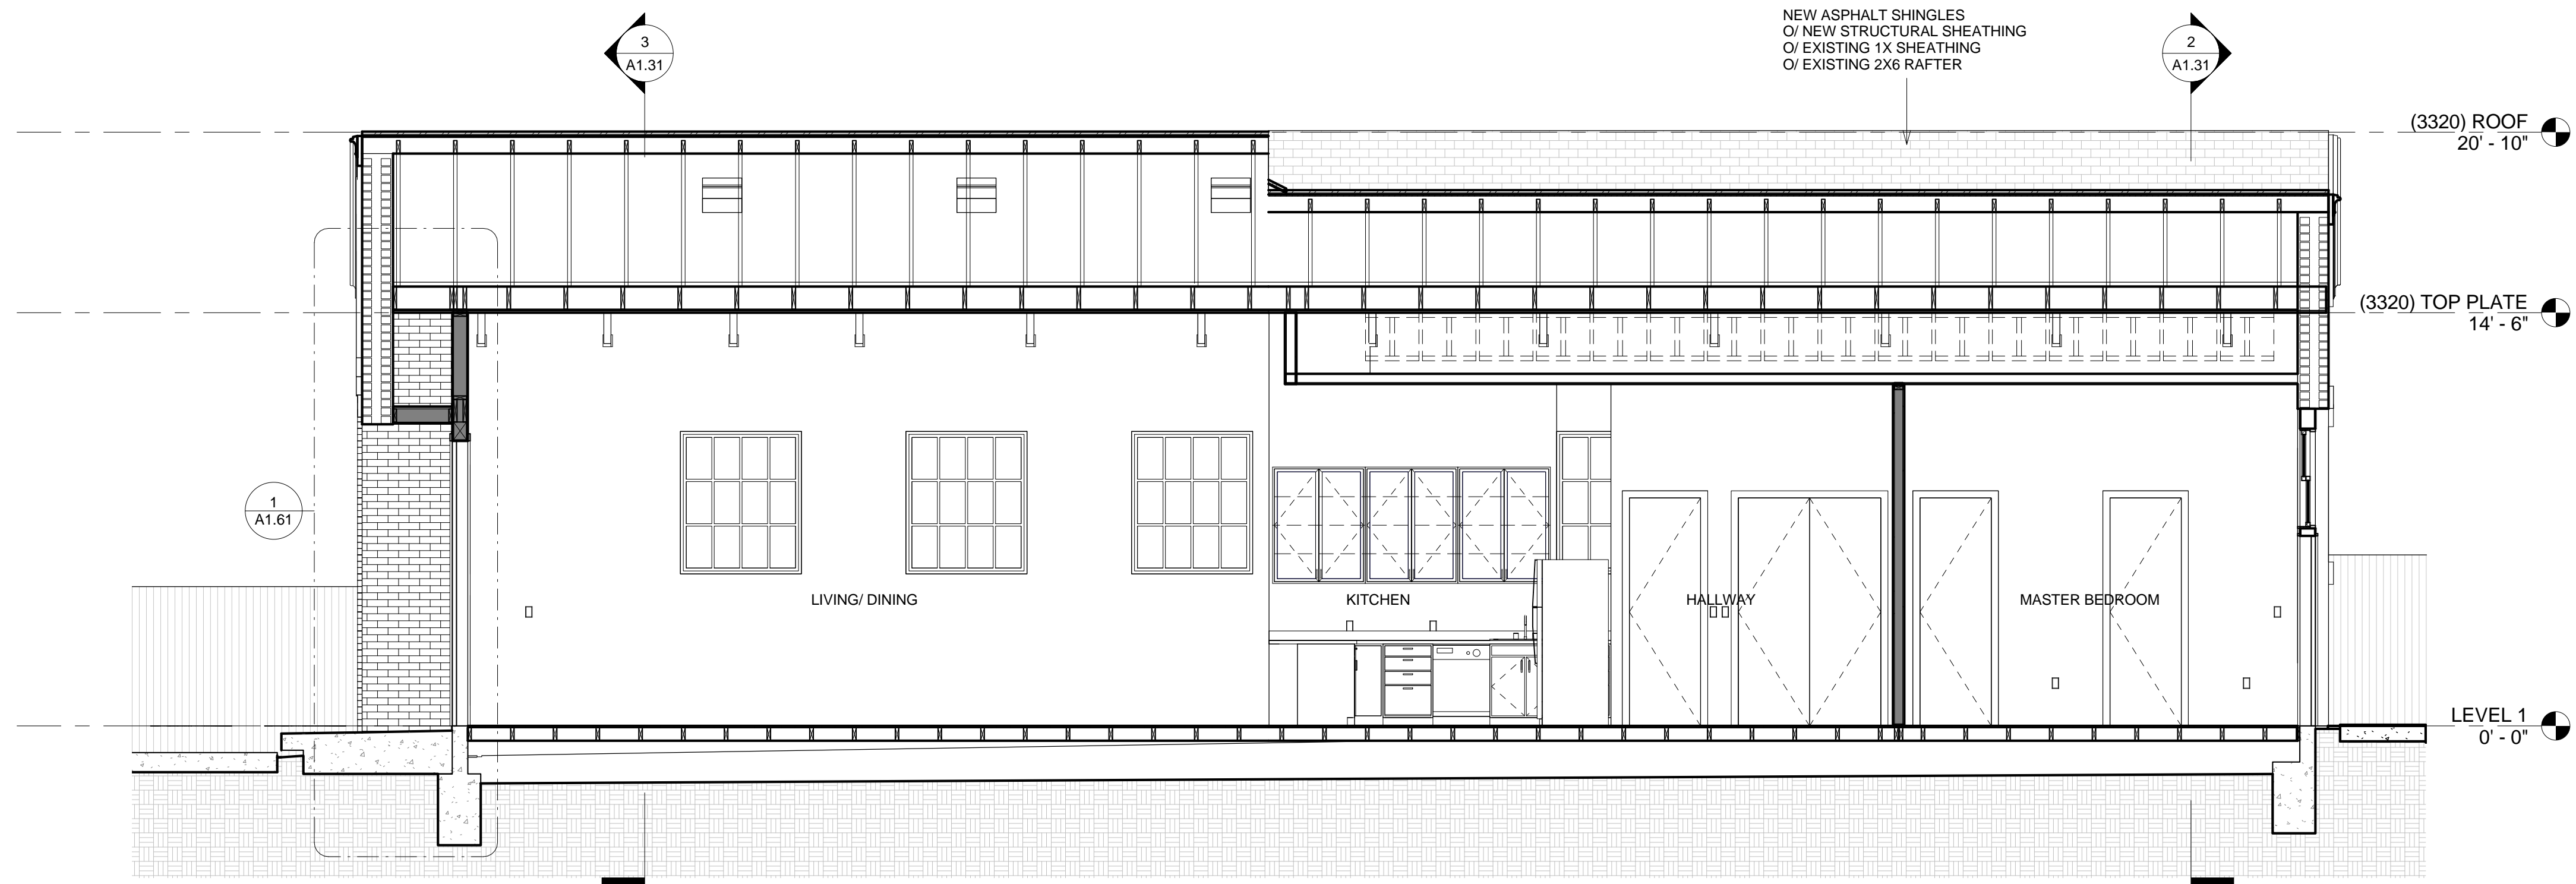 3
A1.31
NEW ASPHALT SHINGLES
O/ NEW STRUCTURAL SHEATHING
O/ EXISTING 1X SHEATHING
O/ EXISTING 2X6 RAFTER
2
A1.31
(3320) ROOF
20' - 10"
(3320) TOP PLATE
14' - 6"
1
A1.61
LIVING/ DINING
KITCHEN
HALLWAY
MASTER BEDROOM
LEVEL 1
0' - 0"